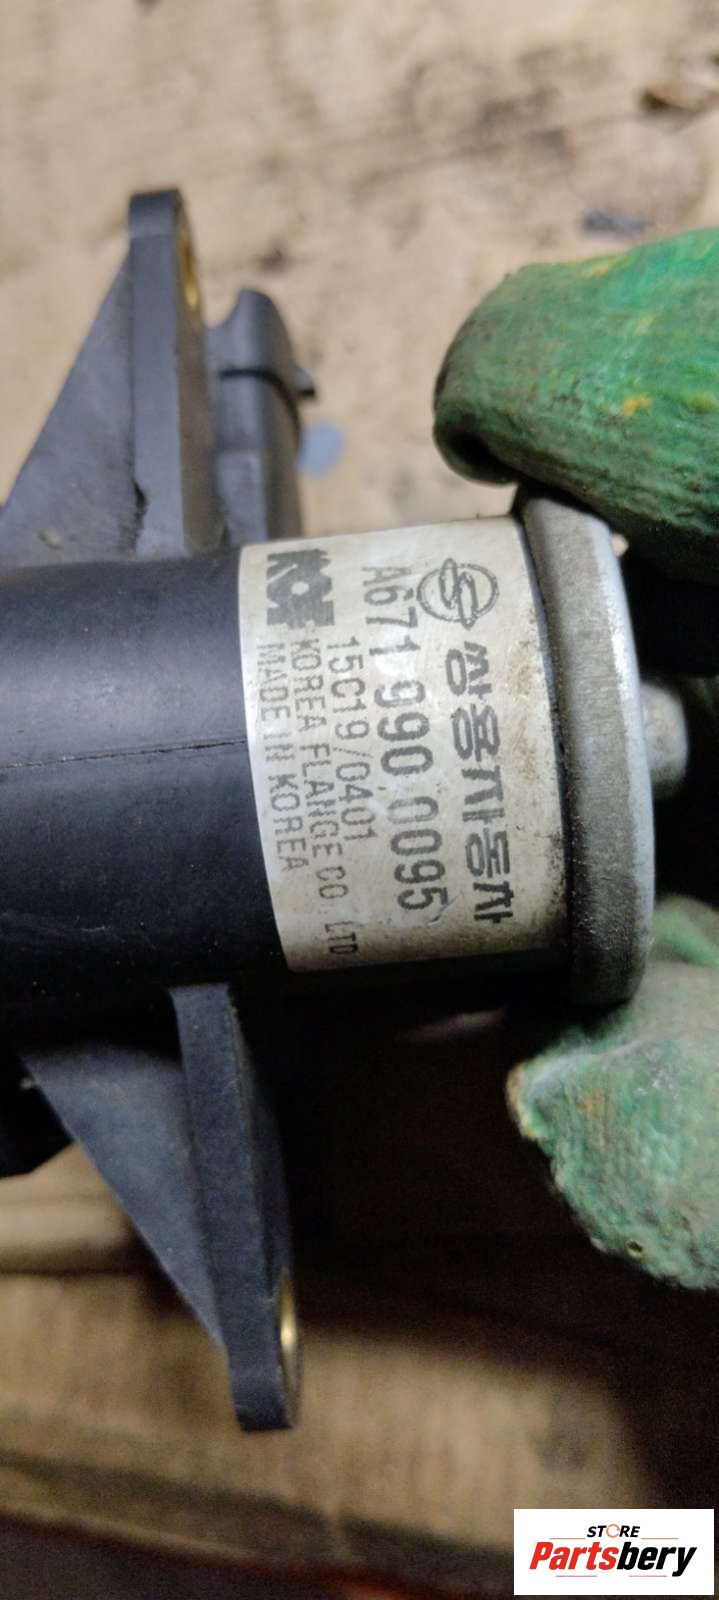 쌍용자동차
A671 990 0095
KOF
15C19/0401
KOREA FLANGE CO., LTD
MADE IN KOREA
STORE
Partsbery